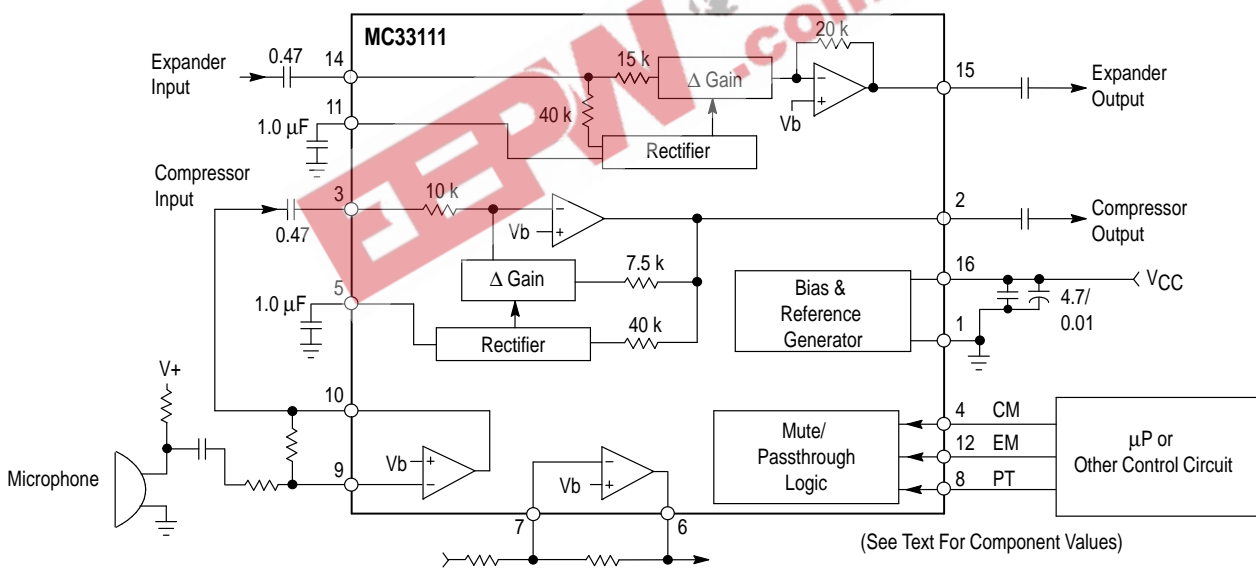 MC33111
Expander
Input
0.47
14
15 k
Δ Gain
20 k
Vb
15
Expander
Output
11
1.0 µF
40 k
Rectifier
Compressor
Input
3
0.47
10 k
Vb
2
Compressor
Output
Δ Gain
7.5 k
5
1.0 µF
Rectifier
40 k
Bias &
Reference
Generator
16
VCC
4.7/
0.01
1
V+
10
Microphone
9
Vb
Vb
7
6
Mute/
Passthrough
Logic
4 CM
12 EM
8 PT
µP or
Other Control Circuit
(See Text For Component Values)
EEPW
.com